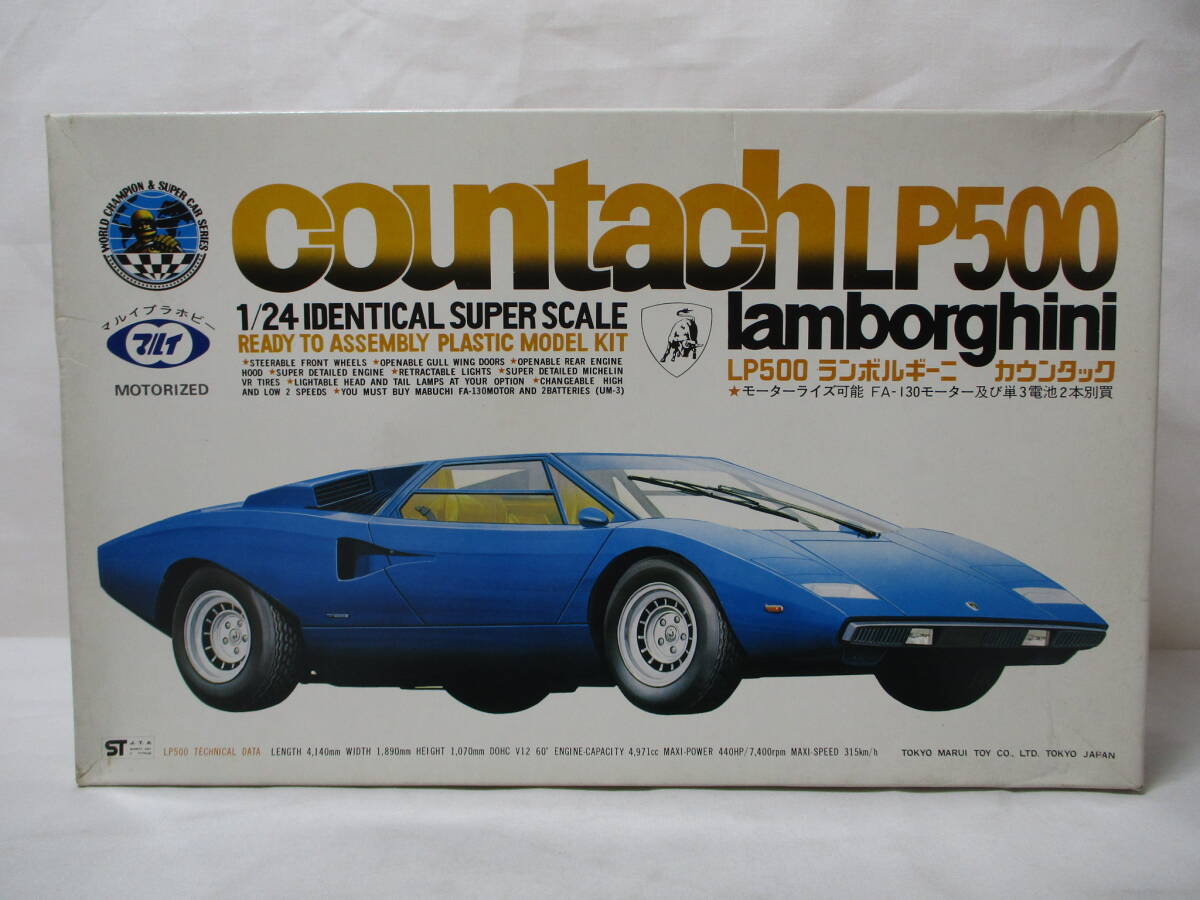 WORLD CHAMPION & SUPER CAR SERIES
countach LP500
マルイプラホビー
マルイ
MOTORIZED
1/24 IDENTICAL SUPER SCALE
READY TO ASSEMBLY PLASTIC MODEL KIT
★STEERABLE FRONT WHEELS ★OPENABLE GULL WING DOORS ★OPENABLE REAR ENGINE
HOOD ★SUPER DETAILED ENGINE ★RETRACTABLE LIGHTS ★SUPER DETAILED MICHELIN
VR TIRES ★LIGHTABLE HEAD AND TAIL LAMPS AT YOUR OPTION ★CHANGEABLE HIGH
AND LOW 2 SPEEDS ★YOU MUST BUY MABUCHI FA-130MOTOR AND 2BATTERIES (UM-3)
lamborghini
LP500 ランボルギーニ カウンタック
★モーターライズ可能 FA-130モーター及び単3電池2本別買
ST J.T.A
LP500 TECHNICAL DATA LENGTH 4,140mm WIDTH 1,890mm HEIGHT 1,070mm DOHC V12 60° ENGINE-CAPACITY 4,971cc MAXI-POWER 440HP/7,400rpm MAXI-SPEED 315km/h
TOKYO MARUI TOY CO., LTD. TOKYO JAPAN